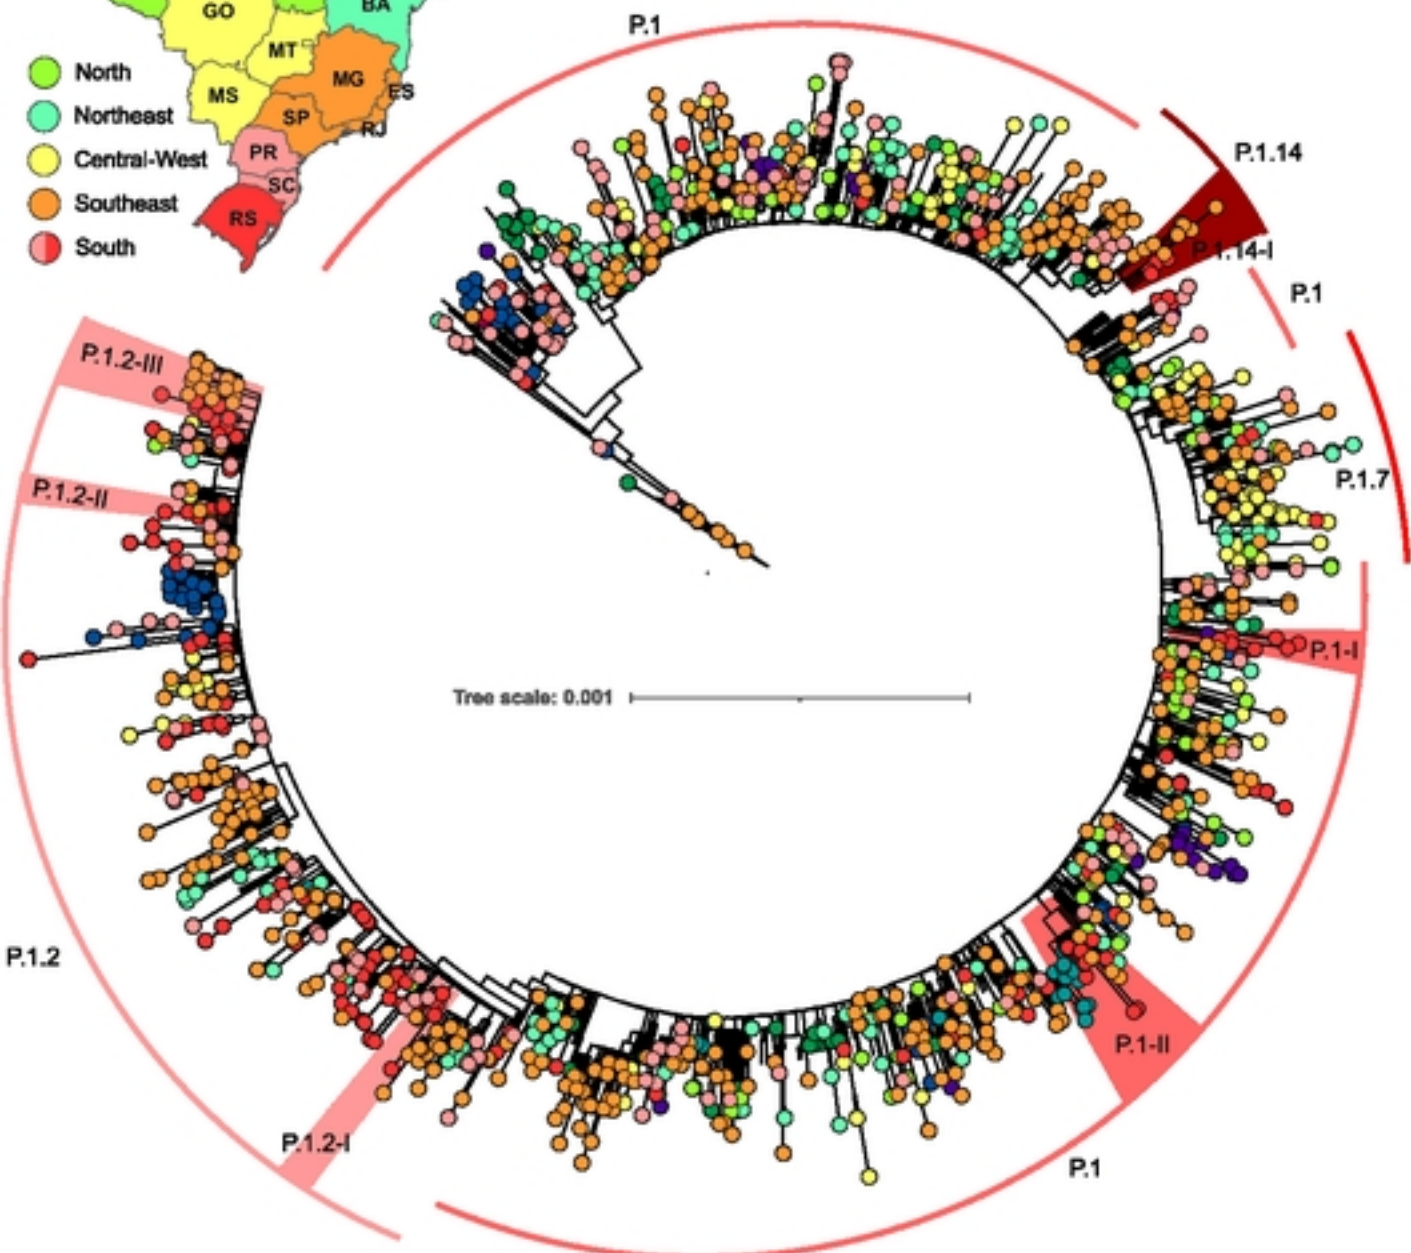 GO
BA
MT
MG
MS
ES
SP
RJ
PR
SC
RS
North
Northeast
Central-West
Southeast
South
P.1
P.1.14
P.1.14-I
P.1
P.1.7
P.1-I
P.1.2-III
P.1.2-II
Tree scale: 0.001
P.1.2
P.1-II
P.1.2-I
P.1